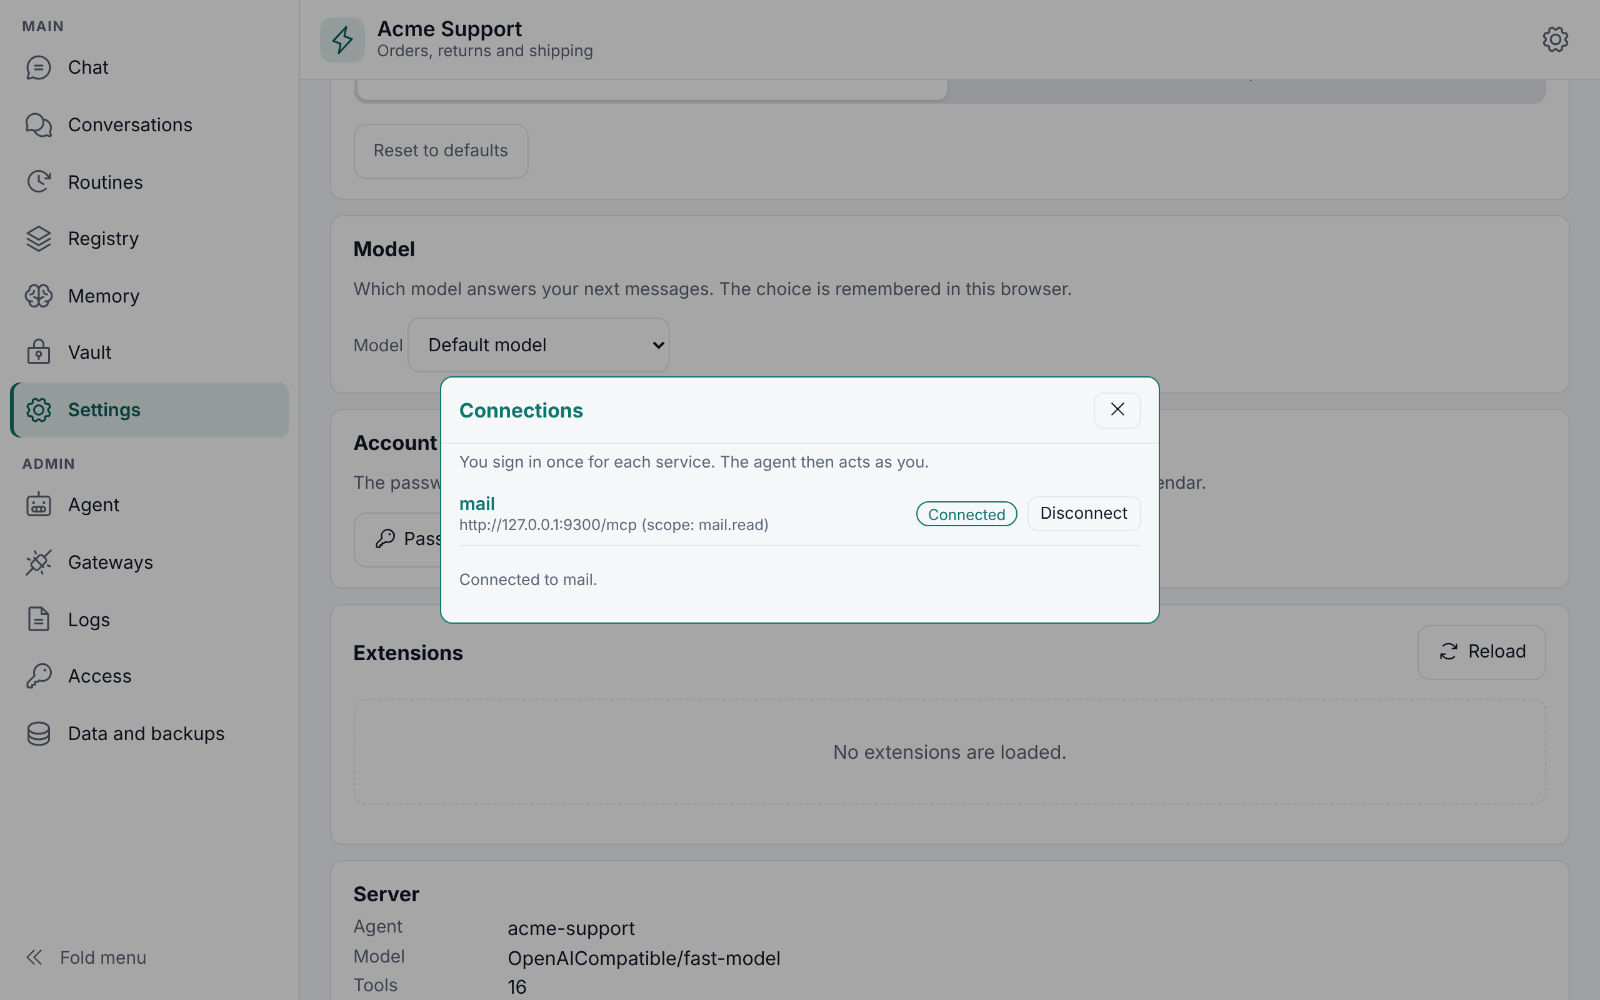 MAIN
Chat
Conversations
Routines
Registry
Memory
Vault
Settings
ADMIN
Agent
Gateways
Logs
Access
Data and backups
Fold menu
Acme Support
Orders, returns and shipping
Reset to defaults
Model
Which model answers your next messages. The choice is remembered in this browser.
Model Default model
Account
The passw
endar.
Pass
Connections
You sign in once for each service. The agent then acts as you.
mail
http://127.0.0.1:9300/mcp (scope: mail.read)
Connected
Disconnect
Connected to mail.
Extensions
Reload
No extensions are loaded.
Server
Agent acme-support
Model OpenAICompatible/fast-model
Tools 16